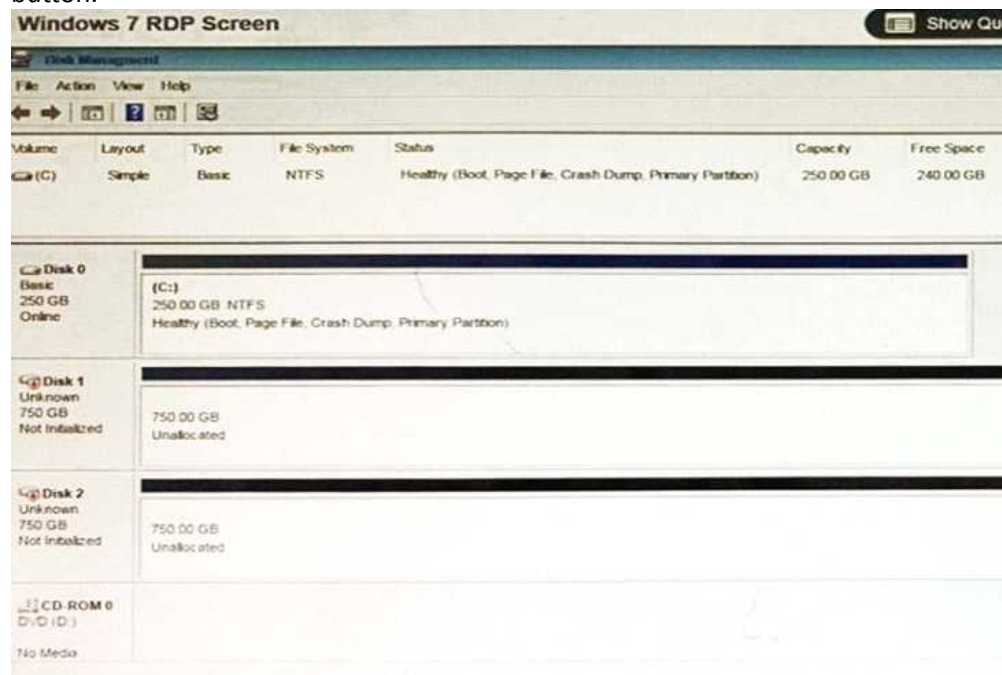 button.
Windows 7 RDP Screen
Show Qu
Disk Management
File Action View Help
Volume Layout Type File System Status Capacity Free Space
(C) Simple Basic NTFS Healthy (Boot, Page File, Crash Dump, Primary Partition) 250.00 GB 240.00 GB
Disk 0
Basic
250 GB
Online
(C:)
250.00 GB NTFS
Healthy (Boot, Page File, Crash Dump, Primary Partition)
Disk 1
Unknown
750 GB
Not Initialized
750.00 GB
Unallocated
Disk 2
Unknown
750 GB
Not Initialized
750.00 GB
Unallocated
CD-ROM 0
DVD (D:)
No Media